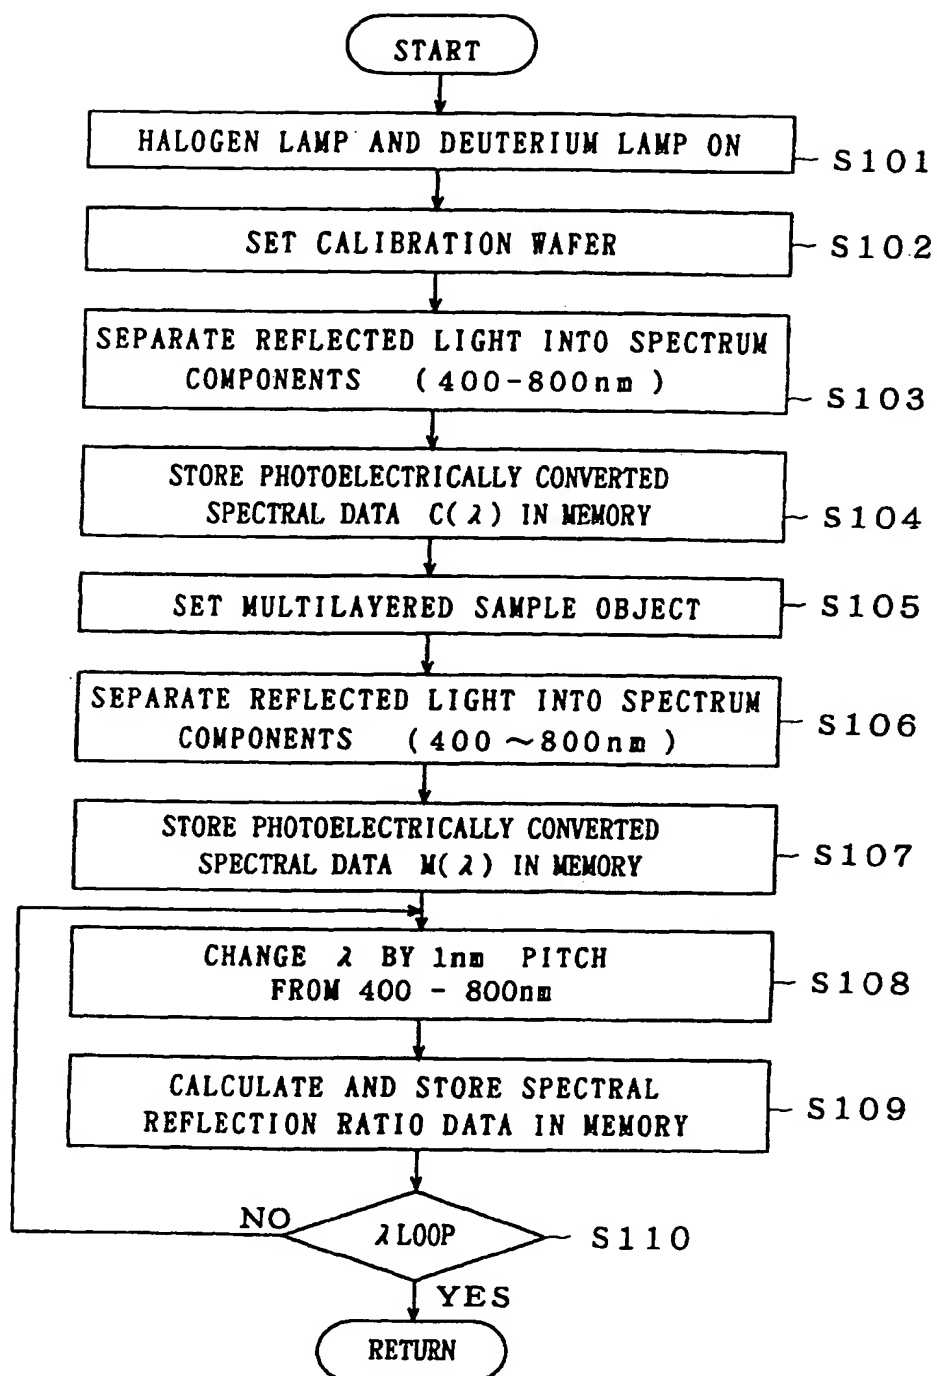 START
HALOGEN LAMP AND DEUTERIUM LAMP ON
S101
SET CALIBRATION WAFER
S102
SEPARATE REFLECTED LIGHT INTO SPECTRUM
COMPONENTS (400-800nm)
S103
STORE PHOTOELECTRICALLY CONVERTED
SPECTRAL DATA C(λ) IN MEMORY
S104
SET MULTILAYERED SAMPLE OBJECT
S105
SEPARATE REFLECTED LIGHT INTO SPECTRUM
COMPONENTS (400~800nm)
S106
STORE PHOTOELECTRICALLY CONVERTED
SPECTRAL DATA M(λ) IN MEMORY
S107
CHANGE λ BY 1nm PITCH
FROM 400 - 800nm
S108
CALCULATE AND STORE SPECTRAL
REFLECTION RATIO DATA IN MEMORY
S109
NO
λ LOOP
S110
YES
RETURN